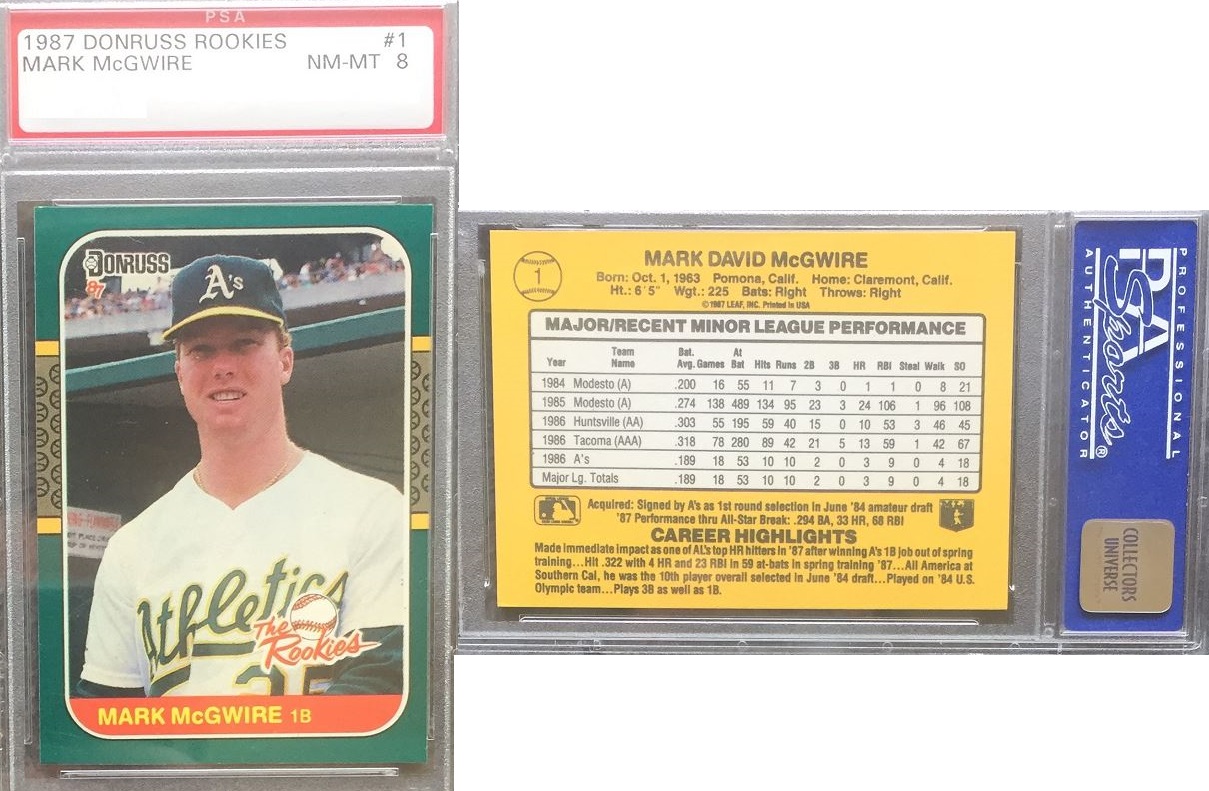 PSA
1987 DONRUSS ROOKIES #1
MARK McGWIRE NM-MT 8
DONRUSS
87
A's
Athletics
The
Rookies
MARK McGWIRE 1B
1
MARK DAVID McGWIRE
Born: Oct. 1, 1963 Pomona, Calif. Home: Claremont, Calif.
Ht.: 6'5" Wgt.: 225 Bats: Right Throws: Right
©1987 LEAF, INC. Printed in USA
MAJOR/RECENT MINOR LEAGUE PERFORMANCE
Year Team Name Bat. Avg. Games At Bat Hits Runs 2B 3B HR RBI Steal Walk SO
1984 Modesto (A) .200 16 55 11 7 3 0 1 1 0 8 21
1985 Modesto (A) .274 138 489 134 95 23 3 24 106 1 96 108
1986 Huntsville (AA) .303 55 195 59 40 15 0 10 53 3 46 45
1986 Tacoma (AAA) .318 78 280 89 42 21 5 13 59 1 42 67
1986 A's .189 18 53 10 10 2 0 3 9 0 4 18
Major Lg. Totals .189 18 53 10 10 2 0 3 9 0 4 18
Acquired: Signed by A's as 1st round selection in June '84 amateur draft
'87 Performance thru All-Star Break: .294 BA, 33 HR, 68 RBI
CAREER HIGHLIGHTS
Made immediate impact as one of AL's top HR hitters in '87 after winning A's 1B job out of spring
training...Hit .322 with 4 HR and 23 RBI in 59 at-bats in spring training '87...All America at
Southern Cal, he was the 10th player overall selected in June '84 draft...Played on '84 U.S.
Olympic team...Plays 3B as well as 1B.
PROFESSIONAL
PSA
Sports
AUTHENTICATOR®
COLLECTORS
UNIVERSE